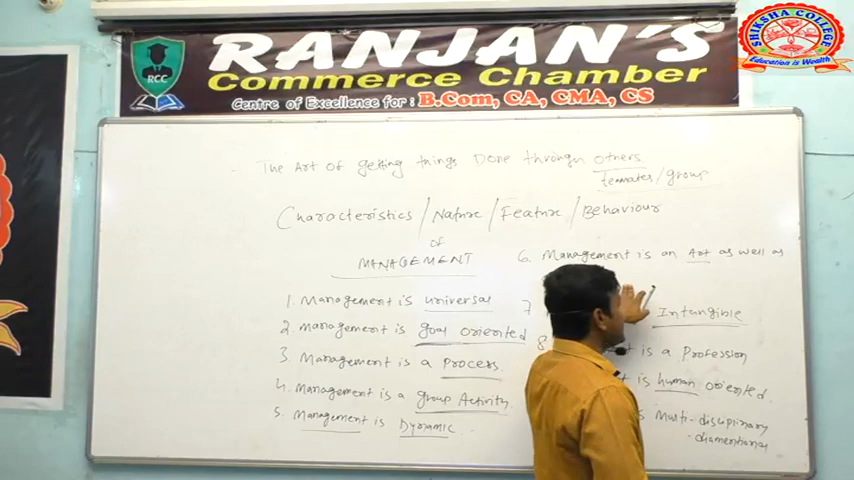 RANJAN'S
Commerce Chamber
Centre of Excellence for : B.Com, CA, CMA, CS
RCC
SHIKSHA COLLEGE
Education is Wealth
The Art of getting things Done through others
temmates/group
Characteristics/Nature/Feature/Behaviour
of
MANAGEMENT
1. Management is universal
2. management is goal oriented
3. Management is a process
4. Management is a group Activity
5. Management is Dynamic
6. Management is an Art as well as
7
Intangible
8
is a Profession
is human oriented
Multi-disciplinary